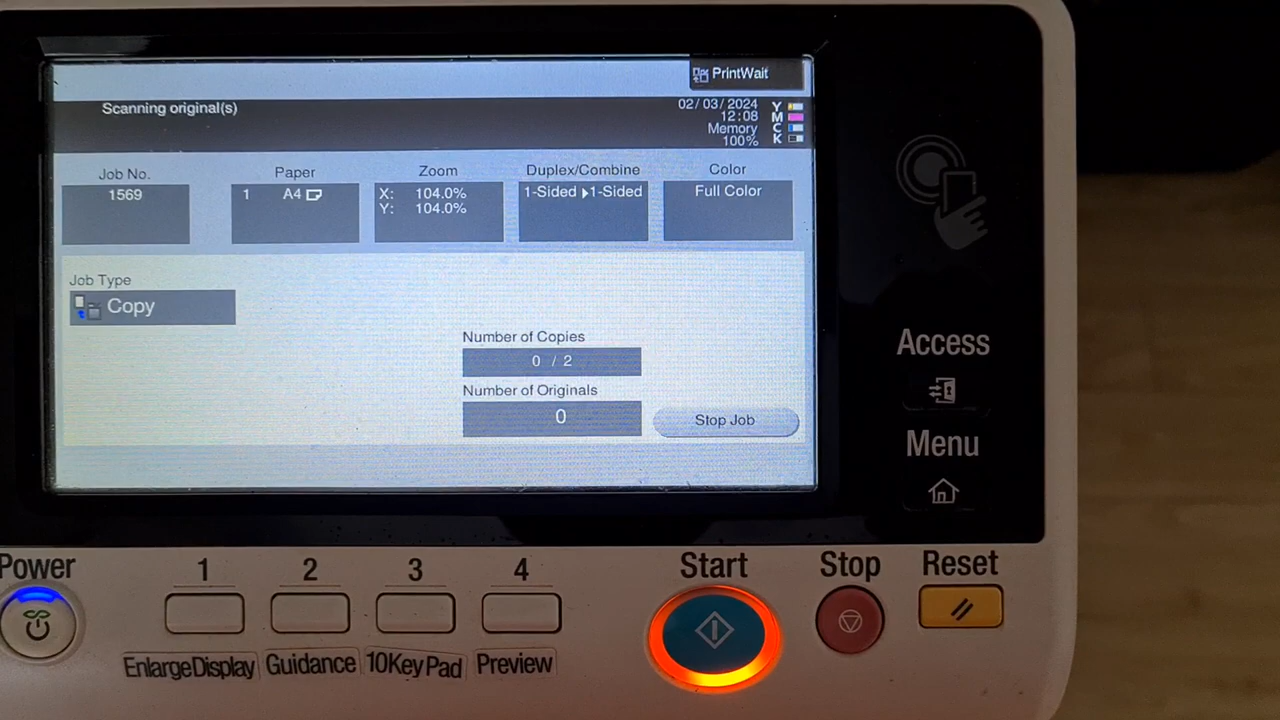 PrintWait
Scanning original(s)
02/03/2024
12:08
Memory
100%
Y
M
C
K
Job No.
1569
Paper
1 A4
Zoom
X: 104.0%
Y: 104.0%
Duplex/Combine
1-Sided ▶1-Sided
Color
Full Color
Job Type
Copy
Number of Copies
0 / 2
Number of Originals
0
Stop Job
Access
Menu
Power
1
2
3
4
Enlarge Display
Guidance
10 Key Pad
Preview
Start
Stop
Reset